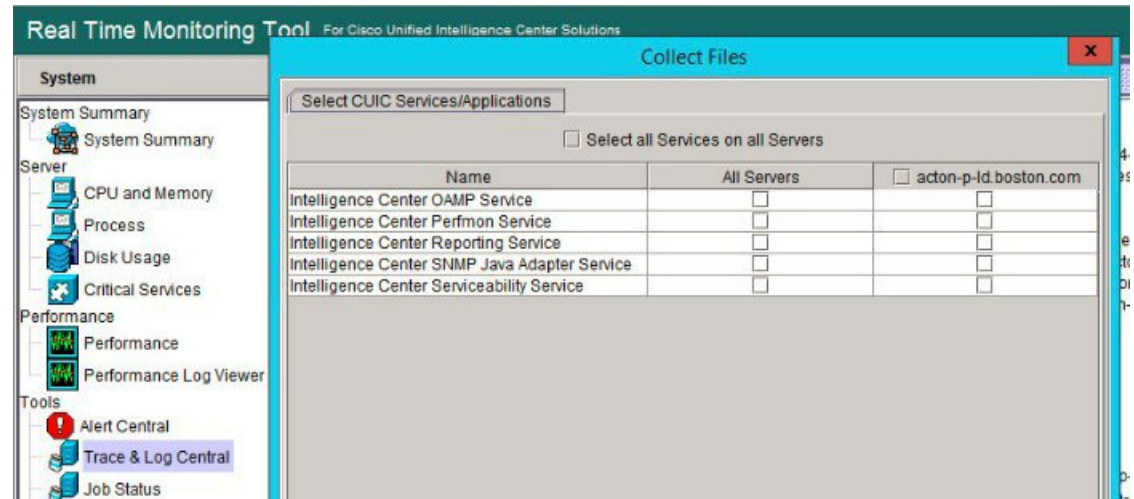 Real Time Monitoring Tool For Cisco Unified Intelligence Center Solutions
Collect Files
x
System
Select CUIC Services/Applications
System Summary
System Summary
Select all Services on all Servers
Server
Name All Servers acton-p-ld.boston.com
CPU and Memory
Intelligence Center OAMP Service
Process
Intelligence Center Perfmon Service
Intelligence Center Reporting Service
Disk Usage
Intelligence Center SNMP Java Adapter Service
Critical Services
Intelligence Center Serviceability Service
Performance
Performance
Performance Log Viewer
Tools
Alert Central
Trace & Log Central
Job Status